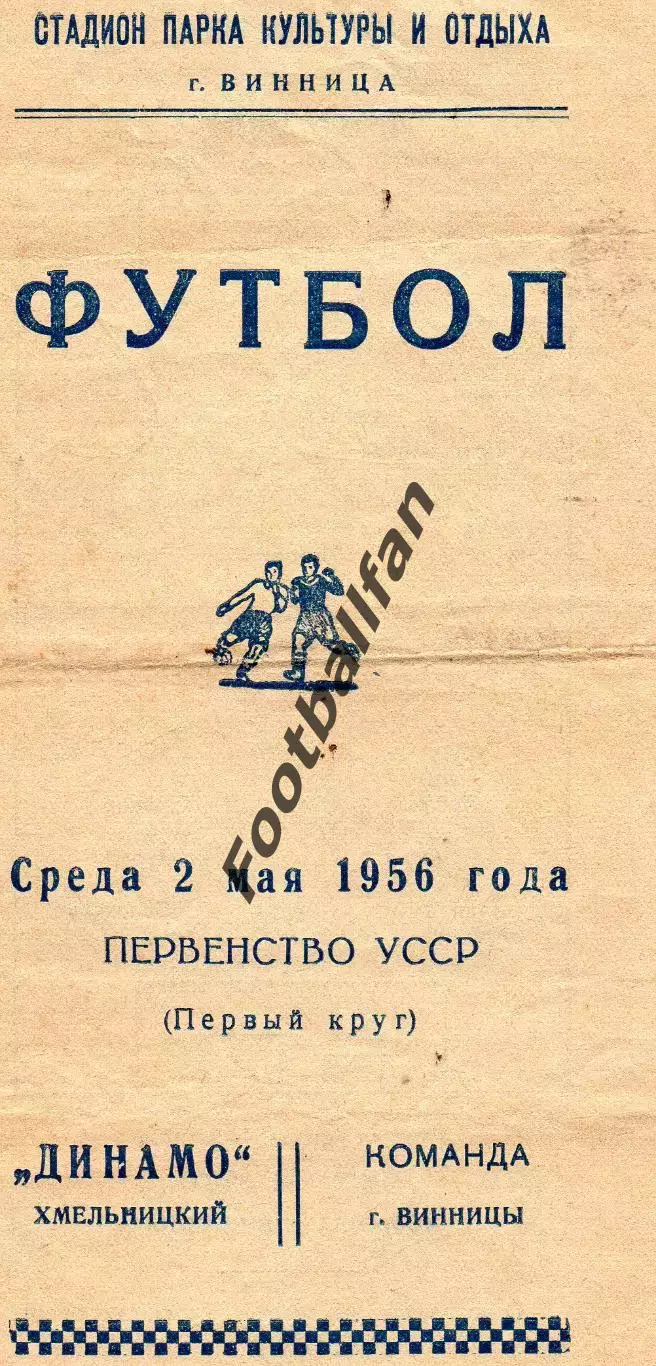 СТАДИОН ПАРКА КУЛЬТУРЫ И ОТДЫХА
г. ВИННИЦА
ФУТБОЛ
Footballfan
Среда 2 мая 1956 года
ПЕРВЕНСТВО УССР
(Первый круг)
„ДИНАМО“
ХМЕЛЬНИЦКИЙ
КОМАНДА
г. ВИННИЦЫ